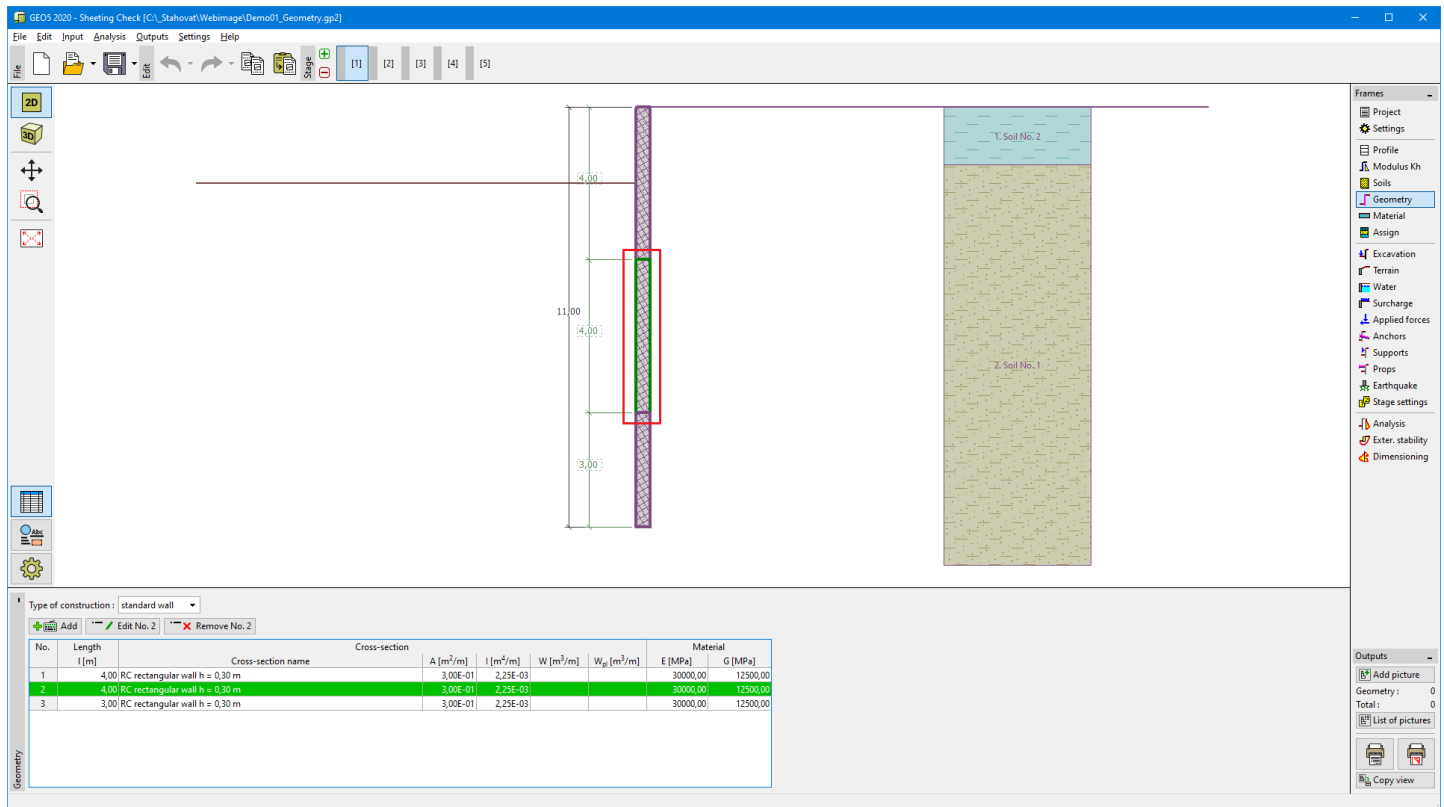 GEO5 2020 - Sheeting Check [C:\_Stahovat\Webimage\Demo01_Geometry.gp2]
File Edit Input Analysis Outputs Settings Help
File
Edit
Stage
[1] [2] [3] [4] [5]
2D
3D
Abc
4,00
11,00
4,00
3,00
1. Soil No. 2
2. Soil No. 1
Frames
Project
Settings
Profile
Modulus Kh
Soils
Geometry
Material
Assign
Excavation
Terrain
Water
Surcharge
Applied forces
Anchors
Supports
Props
Earthquake
Stage settings
Analysis
Exter. stability
Dimensioning
Geometry
Type of construction : standard wall
Add Edit No. 2 Remove No. 2
No. Length Cross-section Material
l [m] Cross-section name A [m²/m] I [m⁴/m] W [m³/m] Wpl [m³/m] E [MPa] G [MPa]
1 4,00 RC rectangular wall h = 0,30 m 3,00E-01 2,25E-03 30000,00 12500,00
2 4,00 RC rectangular wall h = 0,30 m 3,00E-01 2,25E-03 30000,00 12500,00
3 3,00 RC rectangular wall h = 0,30 m 3,00E-01 2,25E-03 30000,00 12500,00
Outputs
Add picture
Geometry : 0
Total : 0
List of pictures
Copy view